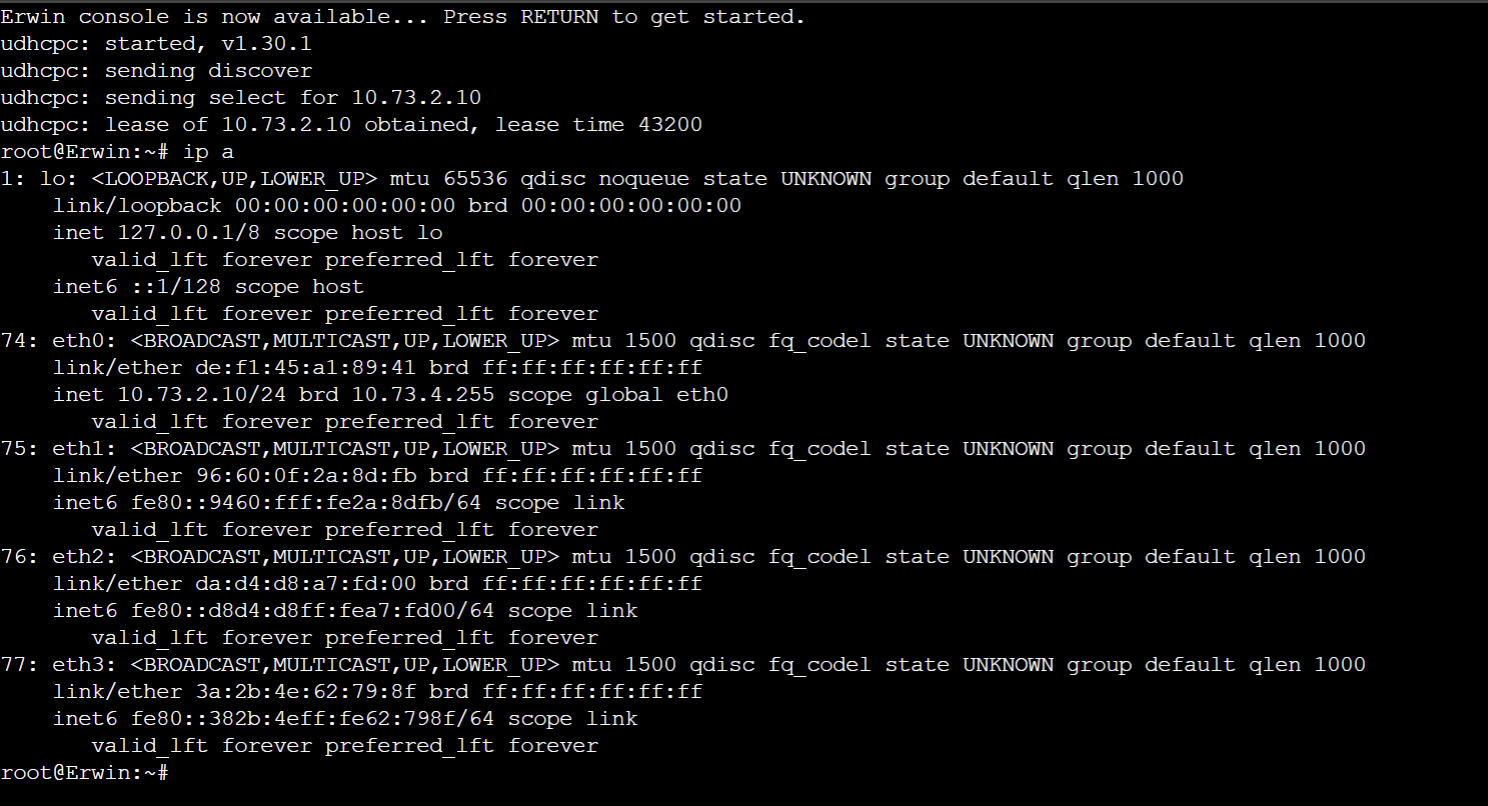 Erwin console is now available... Press RETURN to get started.
udhcpc: started, v1.30.1
udhcpc: sending discover
udhcpc: sending select for 10.73.2.10
udhcpc: lease of 10.73.2.10 obtained, lease time 43200
root@Erwin:~# ip a
1: lo: <LOOPBACK,UP,LOWER_UP> mtu 65536 qdisc noqueue state UNKNOWN group default qlen 1000
    link/loopback 00:00:00:00:00:00 brd 00:00:00:00:00:00
    inet 127.0.0.1/8 scope host lo
       valid_lft forever preferred_lft forever
    inet6 ::1/128 scope host
       valid_lft forever preferred_lft forever
74: eth0: <BROADCAST,MULTICAST,UP,LOWER_UP> mtu 1500 qdisc fq_codel state UNKNOWN group default qlen 1000
    link/ether de:f1:45:a1:89:41 brd ff:ff:ff:ff:ff:ff
    inet 10.73.2.10/24 brd 10.73.4.255 scope global eth0
       valid_lft forever preferred_lft forever
75: eth1: <BROADCAST,MULTICAST,UP,LOWER_UP> mtu 1500 qdisc fq_codel state UNKNOWN group default qlen 1000
    link/ether 96:60:0f:2a:8d:fb brd ff:ff:ff:ff:ff:ff
    inet6 fe80::9460:fff:fe2a:8dfb/64 scope link
       valid_lft forever preferred_lft forever
76: eth2: <BROADCAST,MULTICAST,UP,LOWER_UP> mtu 1500 qdisc fq_codel state UNKNOWN group default qlen 1000
    link/ether da:d4:d8:a7:fd:00 brd ff:ff:ff:ff:ff:ff
    inet6 fe80::d8d4:d8ff:fea7:fd00/64 scope link
       valid_lft forever preferred_lft forever
77: eth3: <BROADCAST,MULTICAST,UP,LOWER_UP> mtu 1500 qdisc fq_codel state UNKNOWN group default qlen 1000
    link/ether 3a:2b:4e:62:79:8f brd ff:ff:ff:ff:ff:ff
    inet6 fe80::382b:4eff:fe62:798f/64 scope link
       valid_lft forever preferred_lft forever
root@Erwin:~#